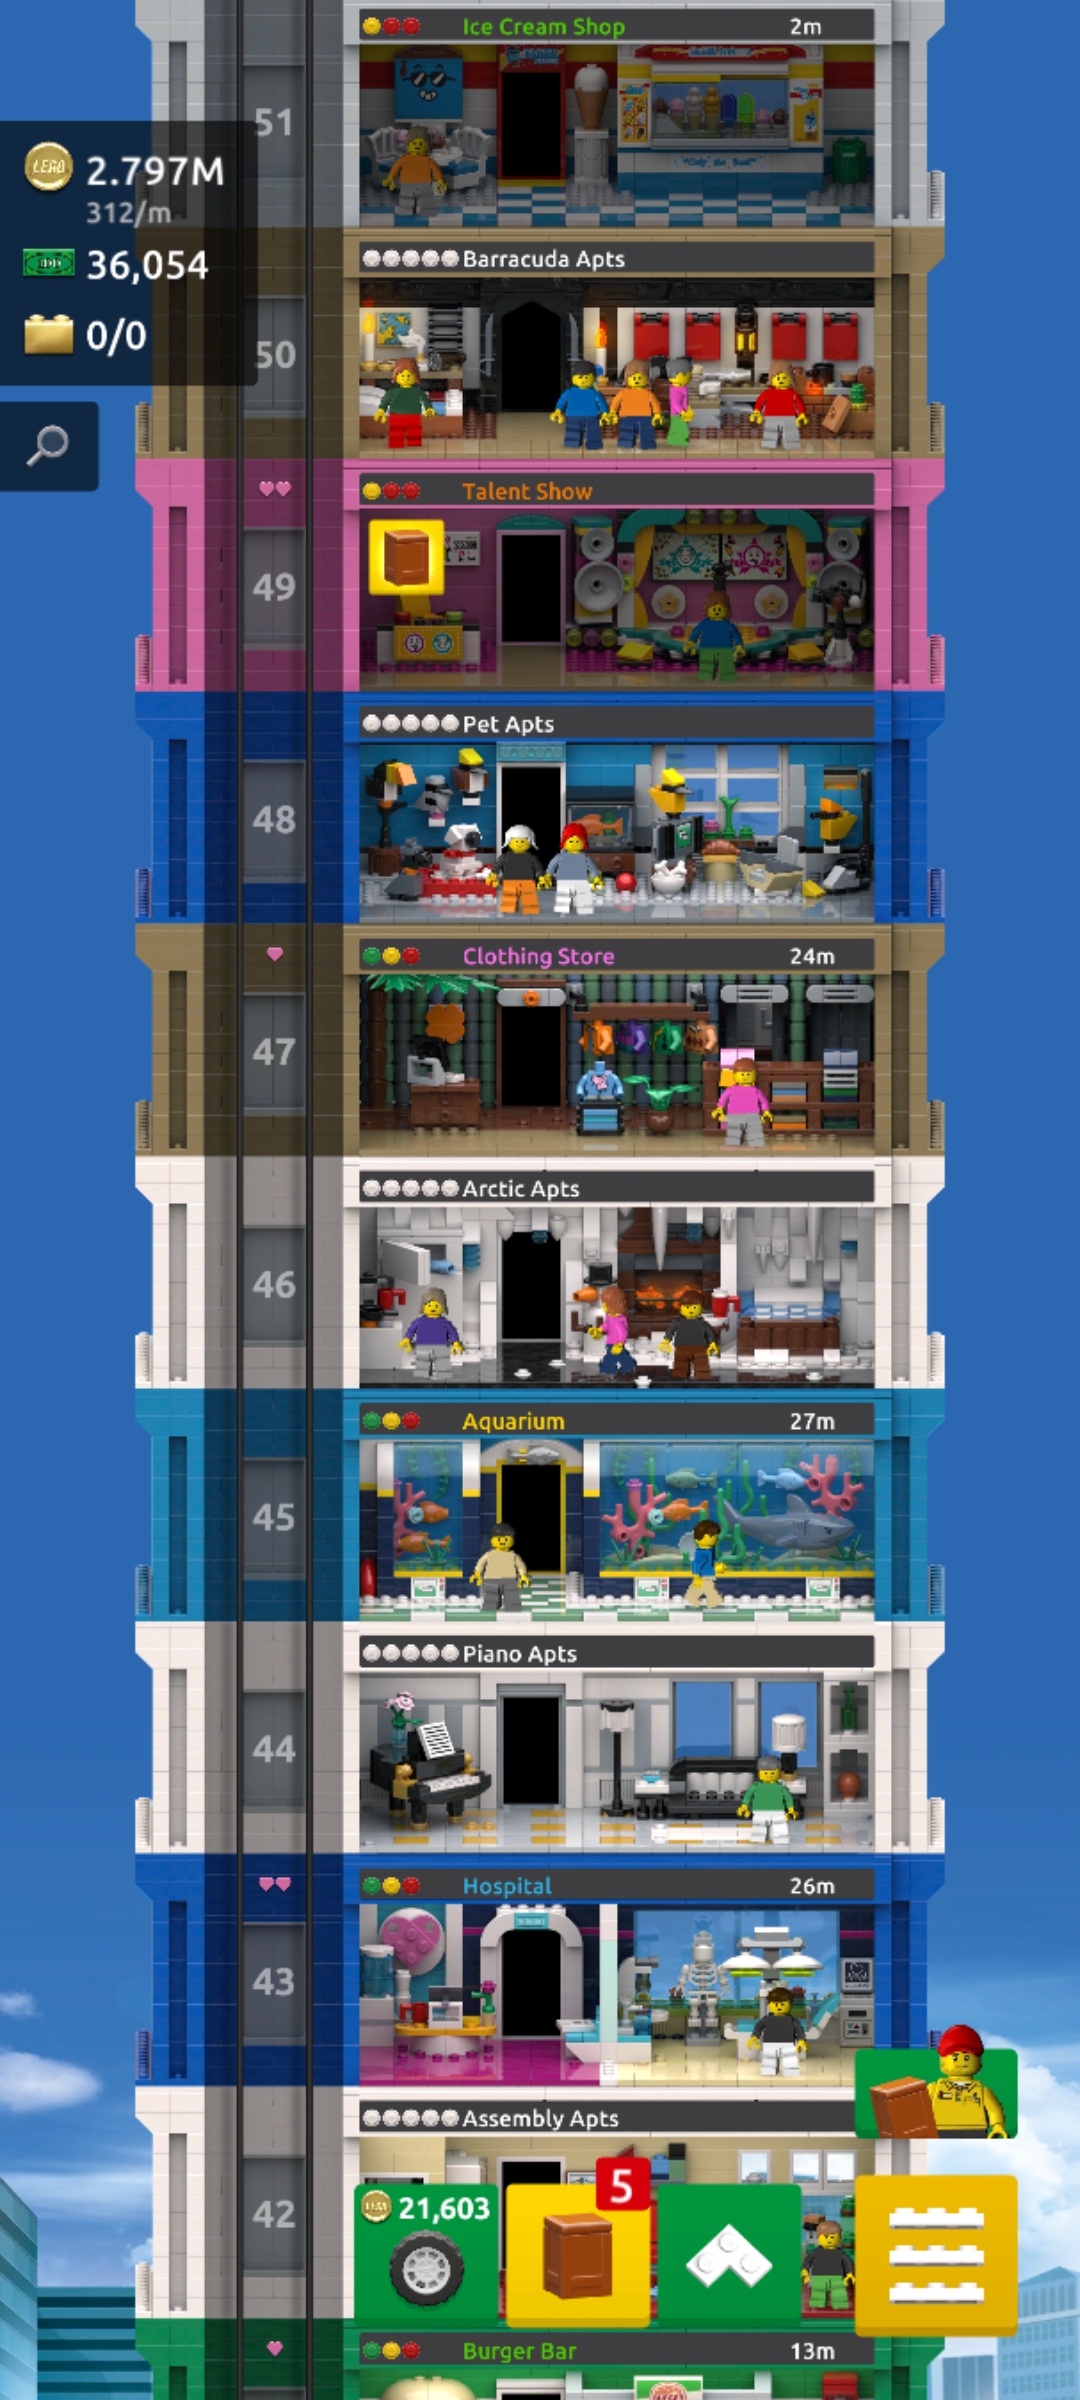 Ice Cream Shop 2m
51
LEGO 2.797M
312/m
36,054
0/0
Barracuda Apts
50
Talent Show
49
Pet Apts
48
Clothing Store 24m
47
Arctic Apts
46
Aquarium 27m
45
Piano Apts
44
Hospital 26m
43
Assembly Apts
42
21,603
5
Burger Bar 13m